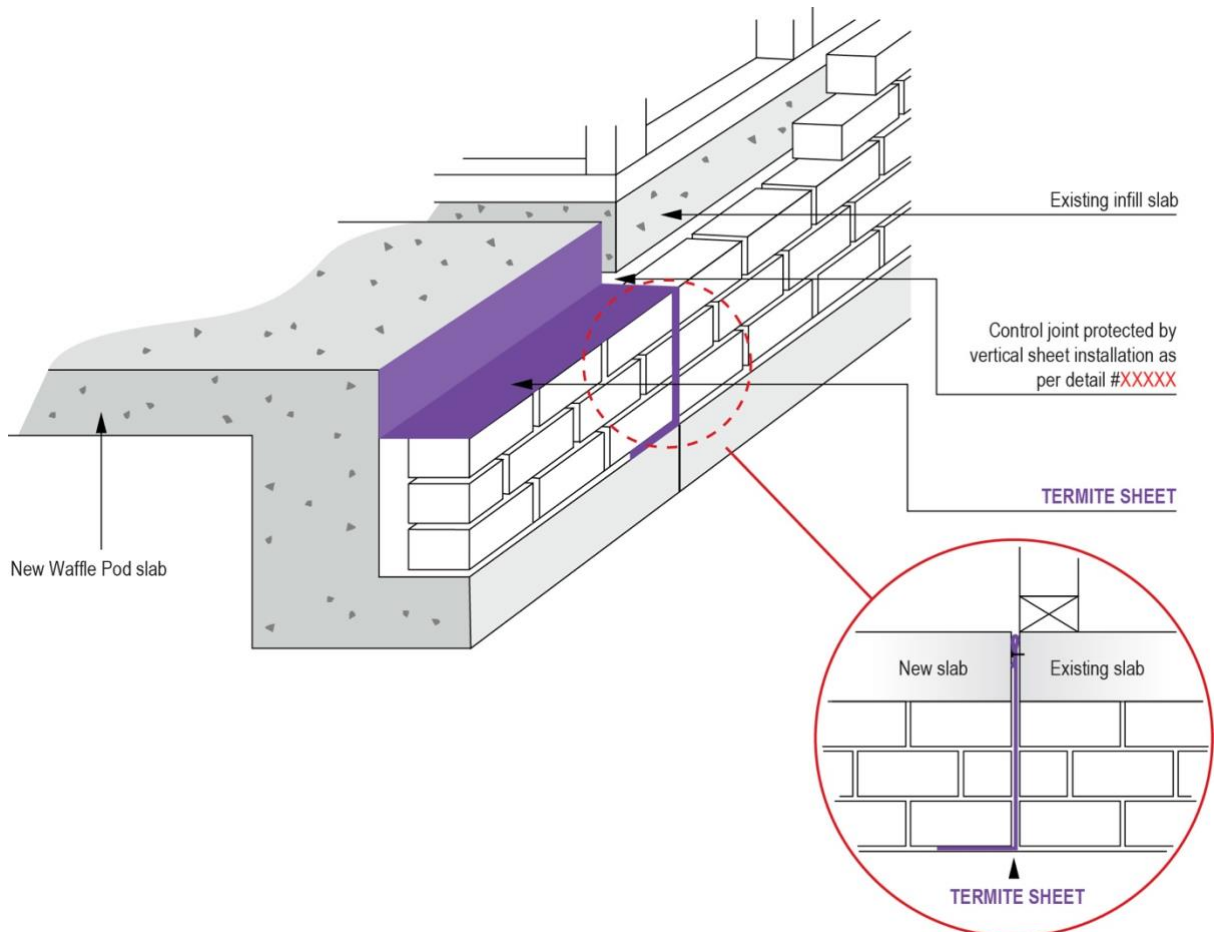 Existing infill slab
Control joint protected by
vertical sheet installation as
per detail #XXXXX
TERMITE SHEET
New Waffle Pod slab
New slab
Existing slab
TERMITE SHEET